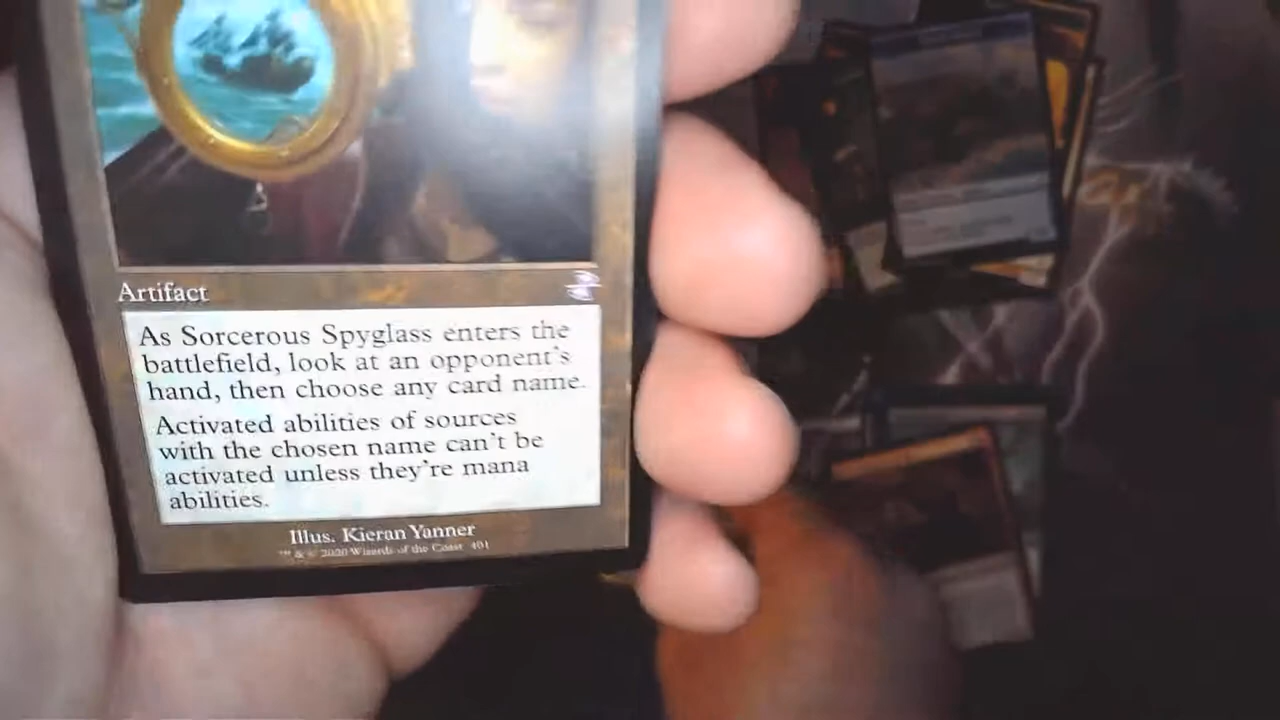 Artifact
As Sorcerous Spyglass enters the
battlefield, look at an opponent's
hand, then choose any card name.
Activated abilities of sources
with the chosen name can't be
activated unless they're mana
abilities.
Illus. Kieran Yanner
™ & © 2020 Wizards of the Coast 401